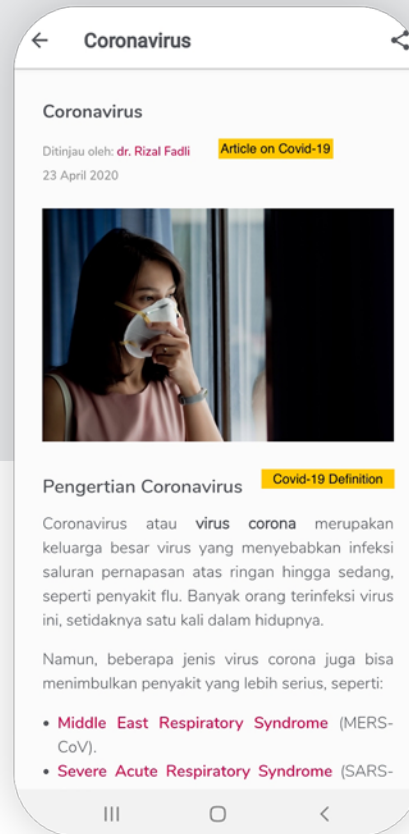 Coronavirus
Coronavirus
Ditinjau oleh: dr. Rizal Fadli
Article on Covid-19
23 April 2020
Pengertian Coronavirus
Covid-19 Definition
Coronavirus atau virus corona merupakan
keluarga besar virus yang menyebabkan infeksi
saluran pernapasan atas ringan hingga sedang,
seperti penyakit flu. Banyak orang terinfeksi virus
ini, setidaknya satu kali dalam hidupnya.
Namun, beberapa jenis virus corona juga bisa
menimbulkan penyakit yang lebih serius, seperti:
• Middle East Respiratory Syndrome (MERS-
CoV).
• Severe Acute Respiratory Syndrome (SARS-